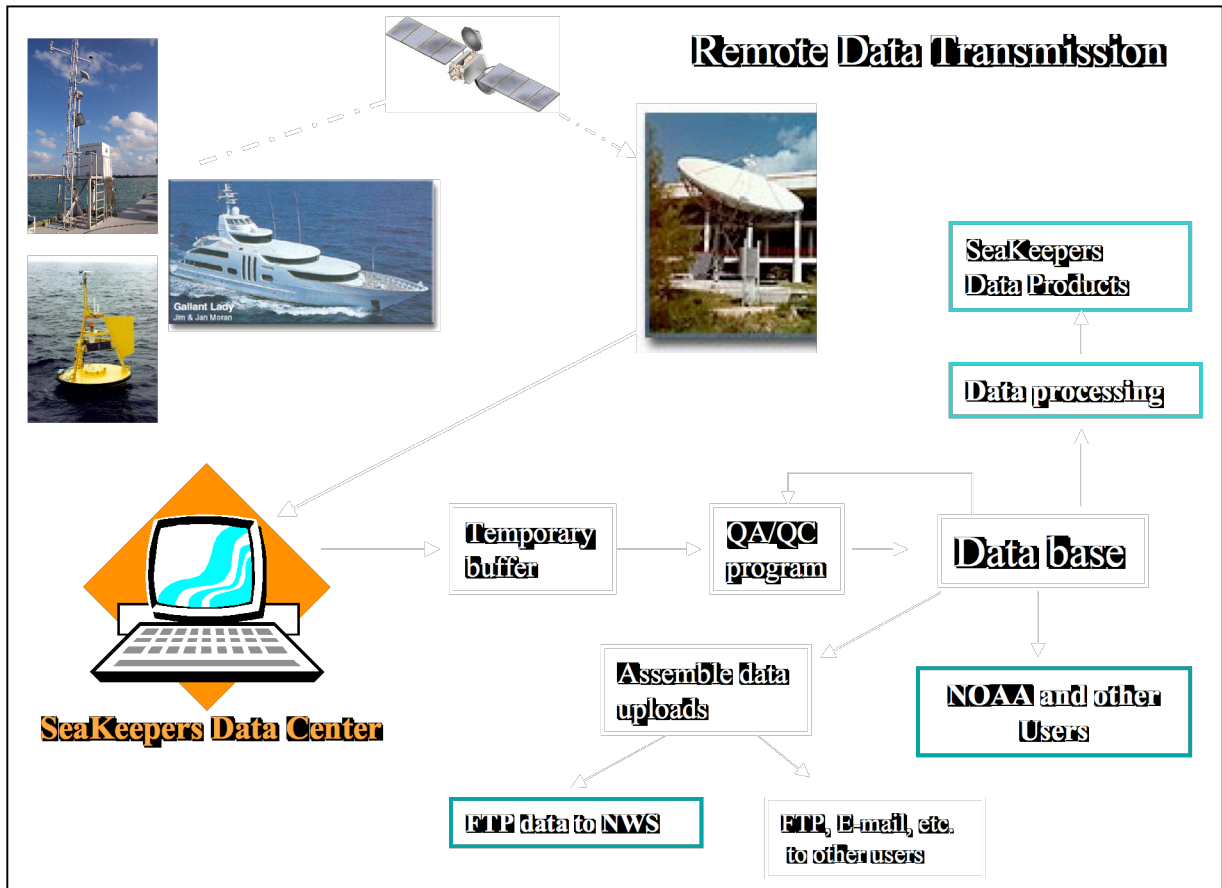 Remote Data Transmission
Gallant Lady
Jim & Jan Moran
SeaKeepers
Data Products
Data processing
Temporary
buffer
QA/QC
program
Data base
Assemble data
uploads
NOAA and other
Users
SeaKeepers Data Center
FTP data to NWS
FTP, E-mail, etc.
to other users